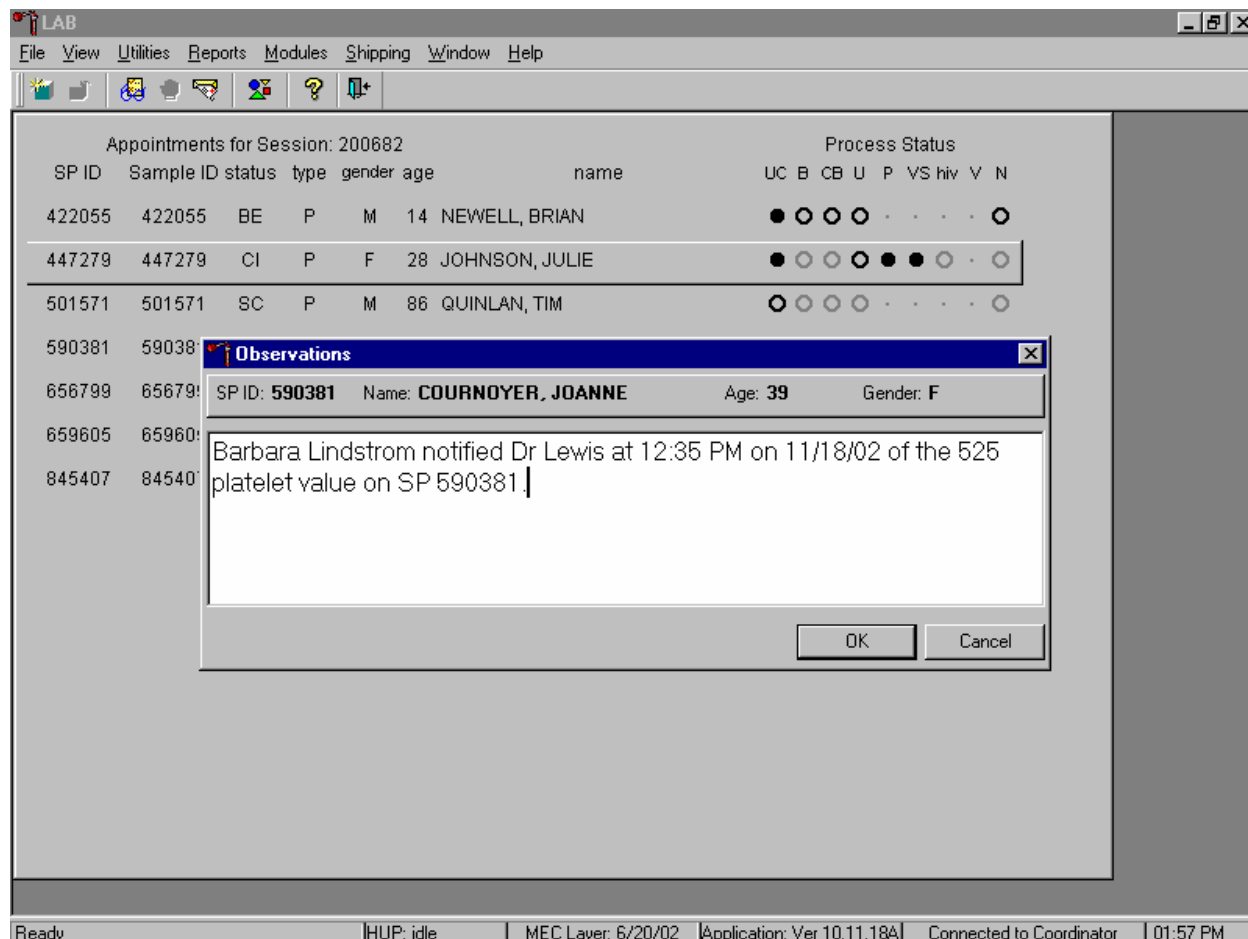 LAB
File View Utilities Reports Modules Shipping Window Help
Appointments for Session: 200682 Process Status
SP ID Sample ID status type gender age name UC B CB U P VS hiv V N
422055 422055 BE P M 14 NEWELL, BRIAN
447279 447279 CI P F 28 JOHNSON, JULIE
501571 501571 SC P M 86 QUINLAN, TIM
590381 59038
Observations
656799 65679
SP ID: 590381 Name: COURNOYER, JOANNE Age: 39 Gender: F
659605 65960
Barbara Lindstrom notified Dr Lewis at 12:35 PM on 11/18/02 of the 525
845407 84540
platelet value on SP 590381.
OK Cancel
Ready HUP: idle MEC Layer: 6/20/02 Application: Ver 10.11.18A Connected to Coordinator 01:57 PM